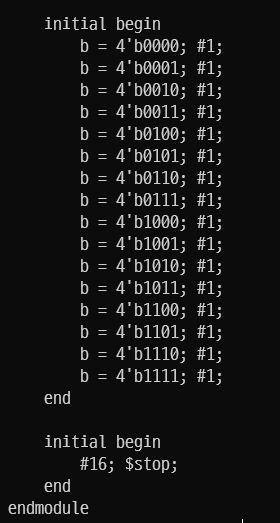 initial begin
b = 4'b0000; #1;
b = 4'b0001; #1;
b = 4'b0010; #1;
b = 4'b0011; #1;
b = 4'b0100; #1;
b = 4'b0101; #1;
b = 4'b0110; #1;
b = 4'b0111; #1;
b = 4'b1000; #1;
b = 4'b1001; #1;
b = 4'b1010; #1;
b = 4'b1011; #1;
b = 4'b1100; #1;
b = 4'b1101; #1;
b = 4'b1110; #1;
b = 4'b1111; #1;
end
initial begin
#16; $stop;
end
endmodule